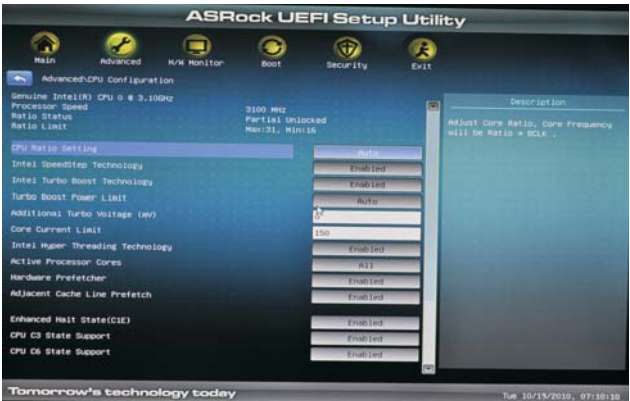 ASRock UEFI Setup Utility
Main Advanced H/W Monitor Boot Security Exit
Advanced\CPU Configuration
Description
Genuine Intel(R) CPU 0 @ 3.10GHz
Processor Speed 3100 MHz
Ratio Status Partial Unlocked
Ratio Limit Max:31, Min:16
Adjust Core Ratio, Core Frequency
will be Ratio * BCLK .
CPU Ratio Setting Auto
Intel SpeedStep Technology Enabled
Intel Turbo Boost Technology Enabled
Turbo Boost Power Limit Auto
Additional Turbo Voltage (mV) 0
Core Current Limit 150
Intel Hyper Threading Technology Enabled
Active Processor Cores All
Hardware Prefetcher Enabled
Adjacent Cache Line Prefetch Enabled
Enhanced Halt State(C1E) Enabled
CPU C3 State Support Enabled
CPU C6 State Support Enabled
Tomorrow's technology today
Tue 10/19/2010, 07:10:10